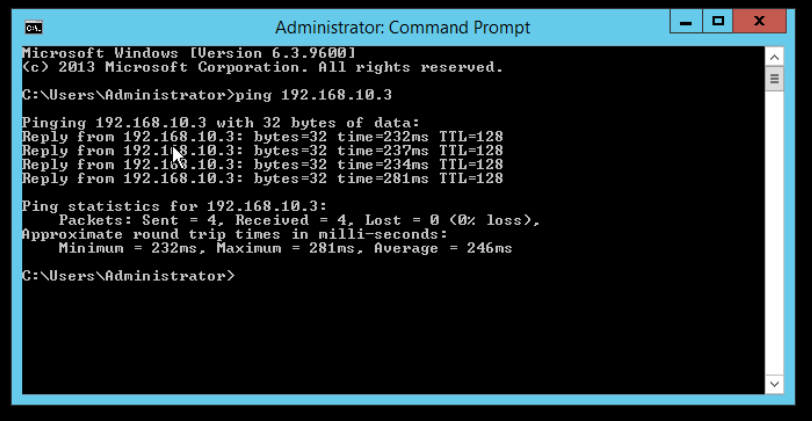 Administrator: Command Prompt
Microsoft Windows [Version 6.3.9600]
(c) 2013 Microsoft Corporation. All rights reserved.
C:\Users\Administrator>ping 192.168.10.3
Pinging 192.168.10.3 with 32 bytes of data:
Reply from 192.168.10.3: bytes=32 time=232ms TTL=128
Reply from 192.168.10.3: bytes=32 time=237ms TTL=128
Reply from 192.168.10.3: bytes=32 time=234ms TTL=128
Reply from 192.168.10.3: bytes=32 time=281ms TTL=128
Ping statistics for 192.168.10.3:
    Packets: Sent = 4, Received = 4, Lost = 0 (0% loss),
Approximate round trip times in milli-seconds:
    Minimum = 232ms, Maximum = 281ms, Average = 246ms
C:\Users\Administrator>